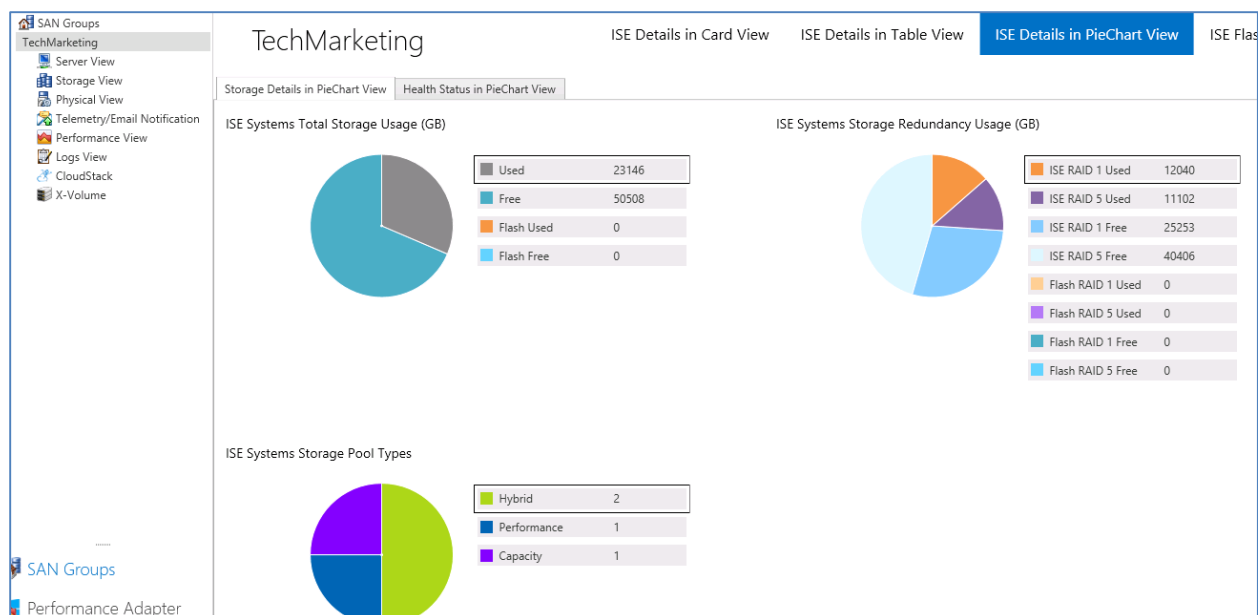 SAN Groups
TechMarketing
Server View
Storage View
Physical View
Telemetry/Email Notification
Performance View
Logs View
CloudStack
X-Volume
SAN Groups
Performance Adapter
TechMarketing
ISE Details in Card View
ISE Details in Table View
ISE Details in PieChart View
ISE Flas
Storage Details in PieChart View
Health Status in PieChart View
ISE Systems Total Storage Usage (GB)
Used 23146
Free 50508
Flash Used 0
Flash Free 0
ISE Systems Storage Redundancy Usage (GB)
ISE RAID 1 Used 12040
ISE RAID 5 Used 11102
ISE RAID 1 Free 25253
ISE RAID 5 Free 40406
Flash RAID 1 Used 0
Flash RAID 5 Used 0
Flash RAID 1 Free 0
Flash RAID 5 Free 0
ISE Systems Storage Pool Types
Hybrid 2
Performance 1
Capacity 1